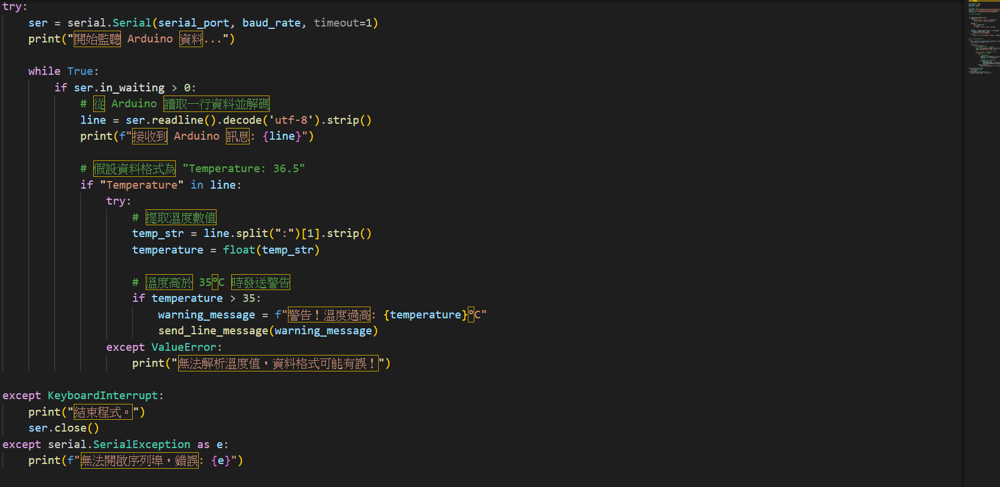 try:
    ser = serial.Serial(serial_port, baud_rate, timeout=1)
    print("開始監聽 Arduino 資料...")

    while True:
        if ser.in_waiting > 0:
            # 從 Arduino 讀取一行資料並解碼
            line = ser.readline().decode('utf-8').strip()
            print(f"接收到 Arduino 訊息: {line}")

            # 假設資料格式為 "Temperature: 36.5"
            if "Temperature" in line:
                try:
                    # 提取溫度數值
                    temp_str = line.split(":")[1].strip()
                    temperature = float(temp_str)

                    # 溫度高於 35°C 時發送警告
                    if temperature > 35:
                        warning_message = f"警告！溫度過高: {temperature}°C"
                        send_line_message(warning_message)
                except ValueError:
                    print("無法解析溫度值，資料格式可能有誤！")

except KeyboardInterrupt:
    print("結束程式。")
    ser.close()
except serial.SerialException as e:
    print(f"無法開啟序列埠，錯誤: {e}")